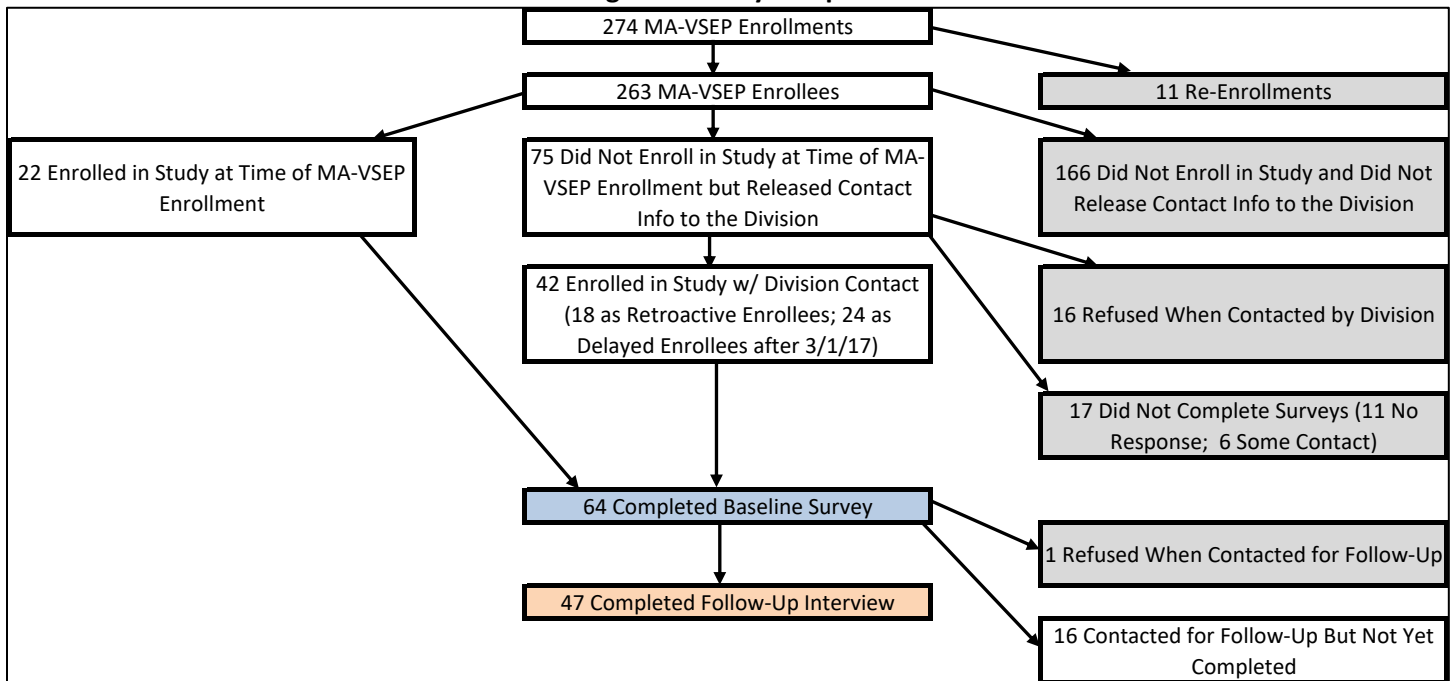 274 MA-VSEP Enrollments
263 MA-VSEP Enrollees
11 Re-Enrollments
22 Enrolled in Study at Time of MA-VSEP
Enrollment
75 Did Not Enroll in Study at Time of MA-
VSEP Enrollment but Released Contact
Info to the Division
166 Did Not Enroll in Study and Did Not
Release Contact Info to the Division
42 Enrolled in Study w/ Division Contact
(18 as Retroactive Enrollees; 24 as
Delayed Enrollees after 3/1/17)
16 Refused When Contacted by Division
17 Did Not Complete Surveys (11 No
Response; 6 Some Contact)
64 Completed Baseline Survey
1 Refused When Contacted for Follow-Up
47 Completed Follow-Up Interview
16 Contacted for Follow-Up But Not Yet
Completed